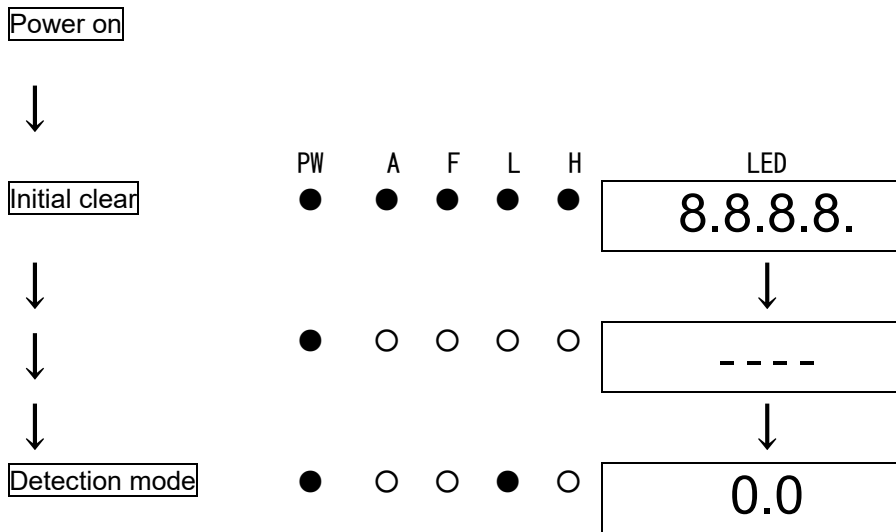 Power on
↓
PW A F L H LED
Initial clear ● ● ● ● ● 8.8.8.8.
↓ ↓
↓ ● ○ ○ ○ ○ - - - -
↓ ↓
Detection mode ● ○ ○ ● ○ 0.0